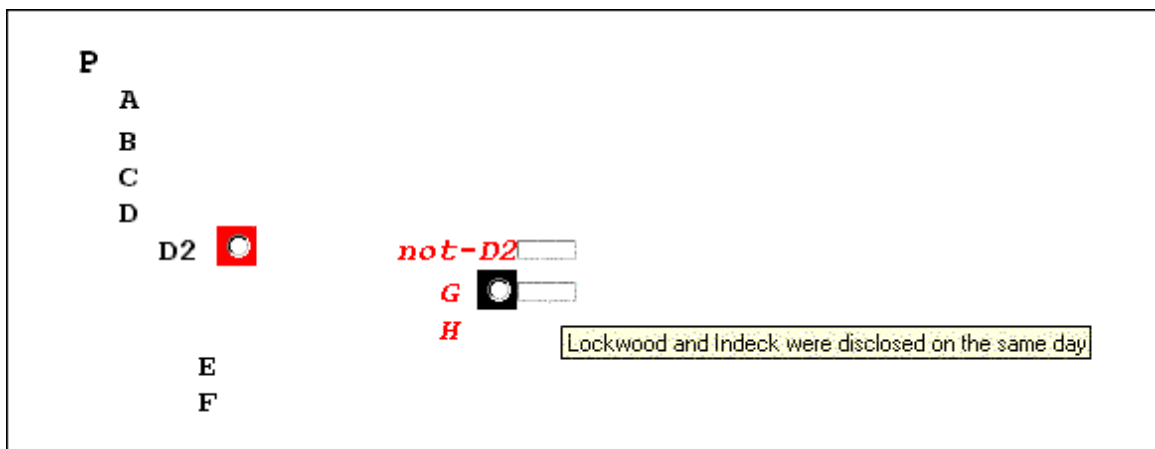 P
A
B
C
D
D2 not-D2
G
H
Lockwood and Indeck were disclosed on the same day
E
F